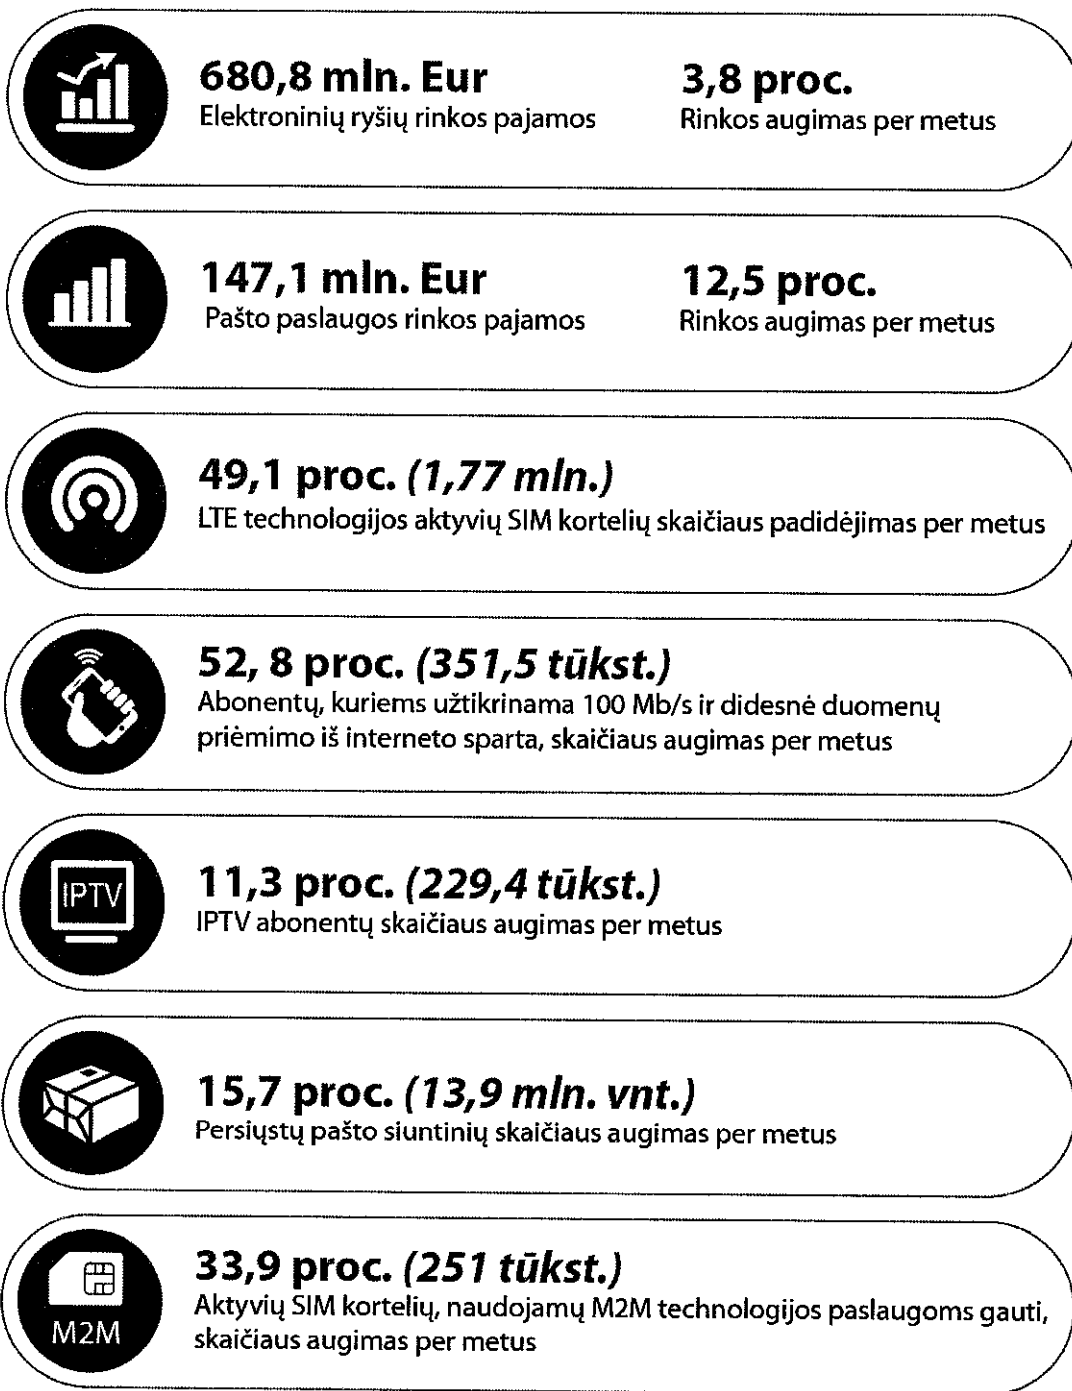 680,8 mln. Eur
Elektroninių ryšių rinkos pajamos
3,8 proc.
Rinkos augimas per metus
147,1 mln. Eur
Pašto paslaugos rinkos pajamos
12,5 proc.
Rinkos augimas per metus
49,1 proc. (1,77 mln.)
LTE technologijos aktyvių SIM kortelių skaičiaus padidėjimas per metus
52, 8 proc. (351,5 tūkst.)
Abonentų, kuriems užtikrinama 100 Mb/s ir didesnė duomenų
priėmimo iš interneto sparta, skaičiaus augimas per metus
IPTV
11,3 proc. (229,4 tūkst.)
IPTV abonentų skaičiaus augimas per metus
15,7 proc. (13,9 mln. vnt.)
Persiųstų pašto siuntinių skaičiaus augimas per metus
M2M
33,9 proc. (251 tūkst.)
Aktyvių SIM kortelių, naudojamų M2M technologijos paslaugoms gauti,
skaičiaus augimas per metus